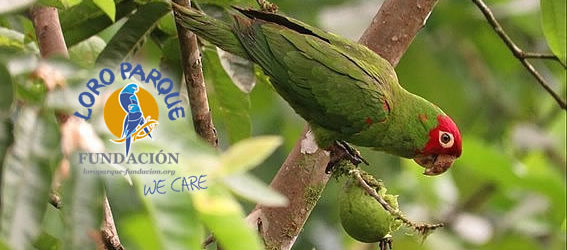 LORO PARQUE
FUNDACIÓN
loroparque-fundacion.org
WE CARE